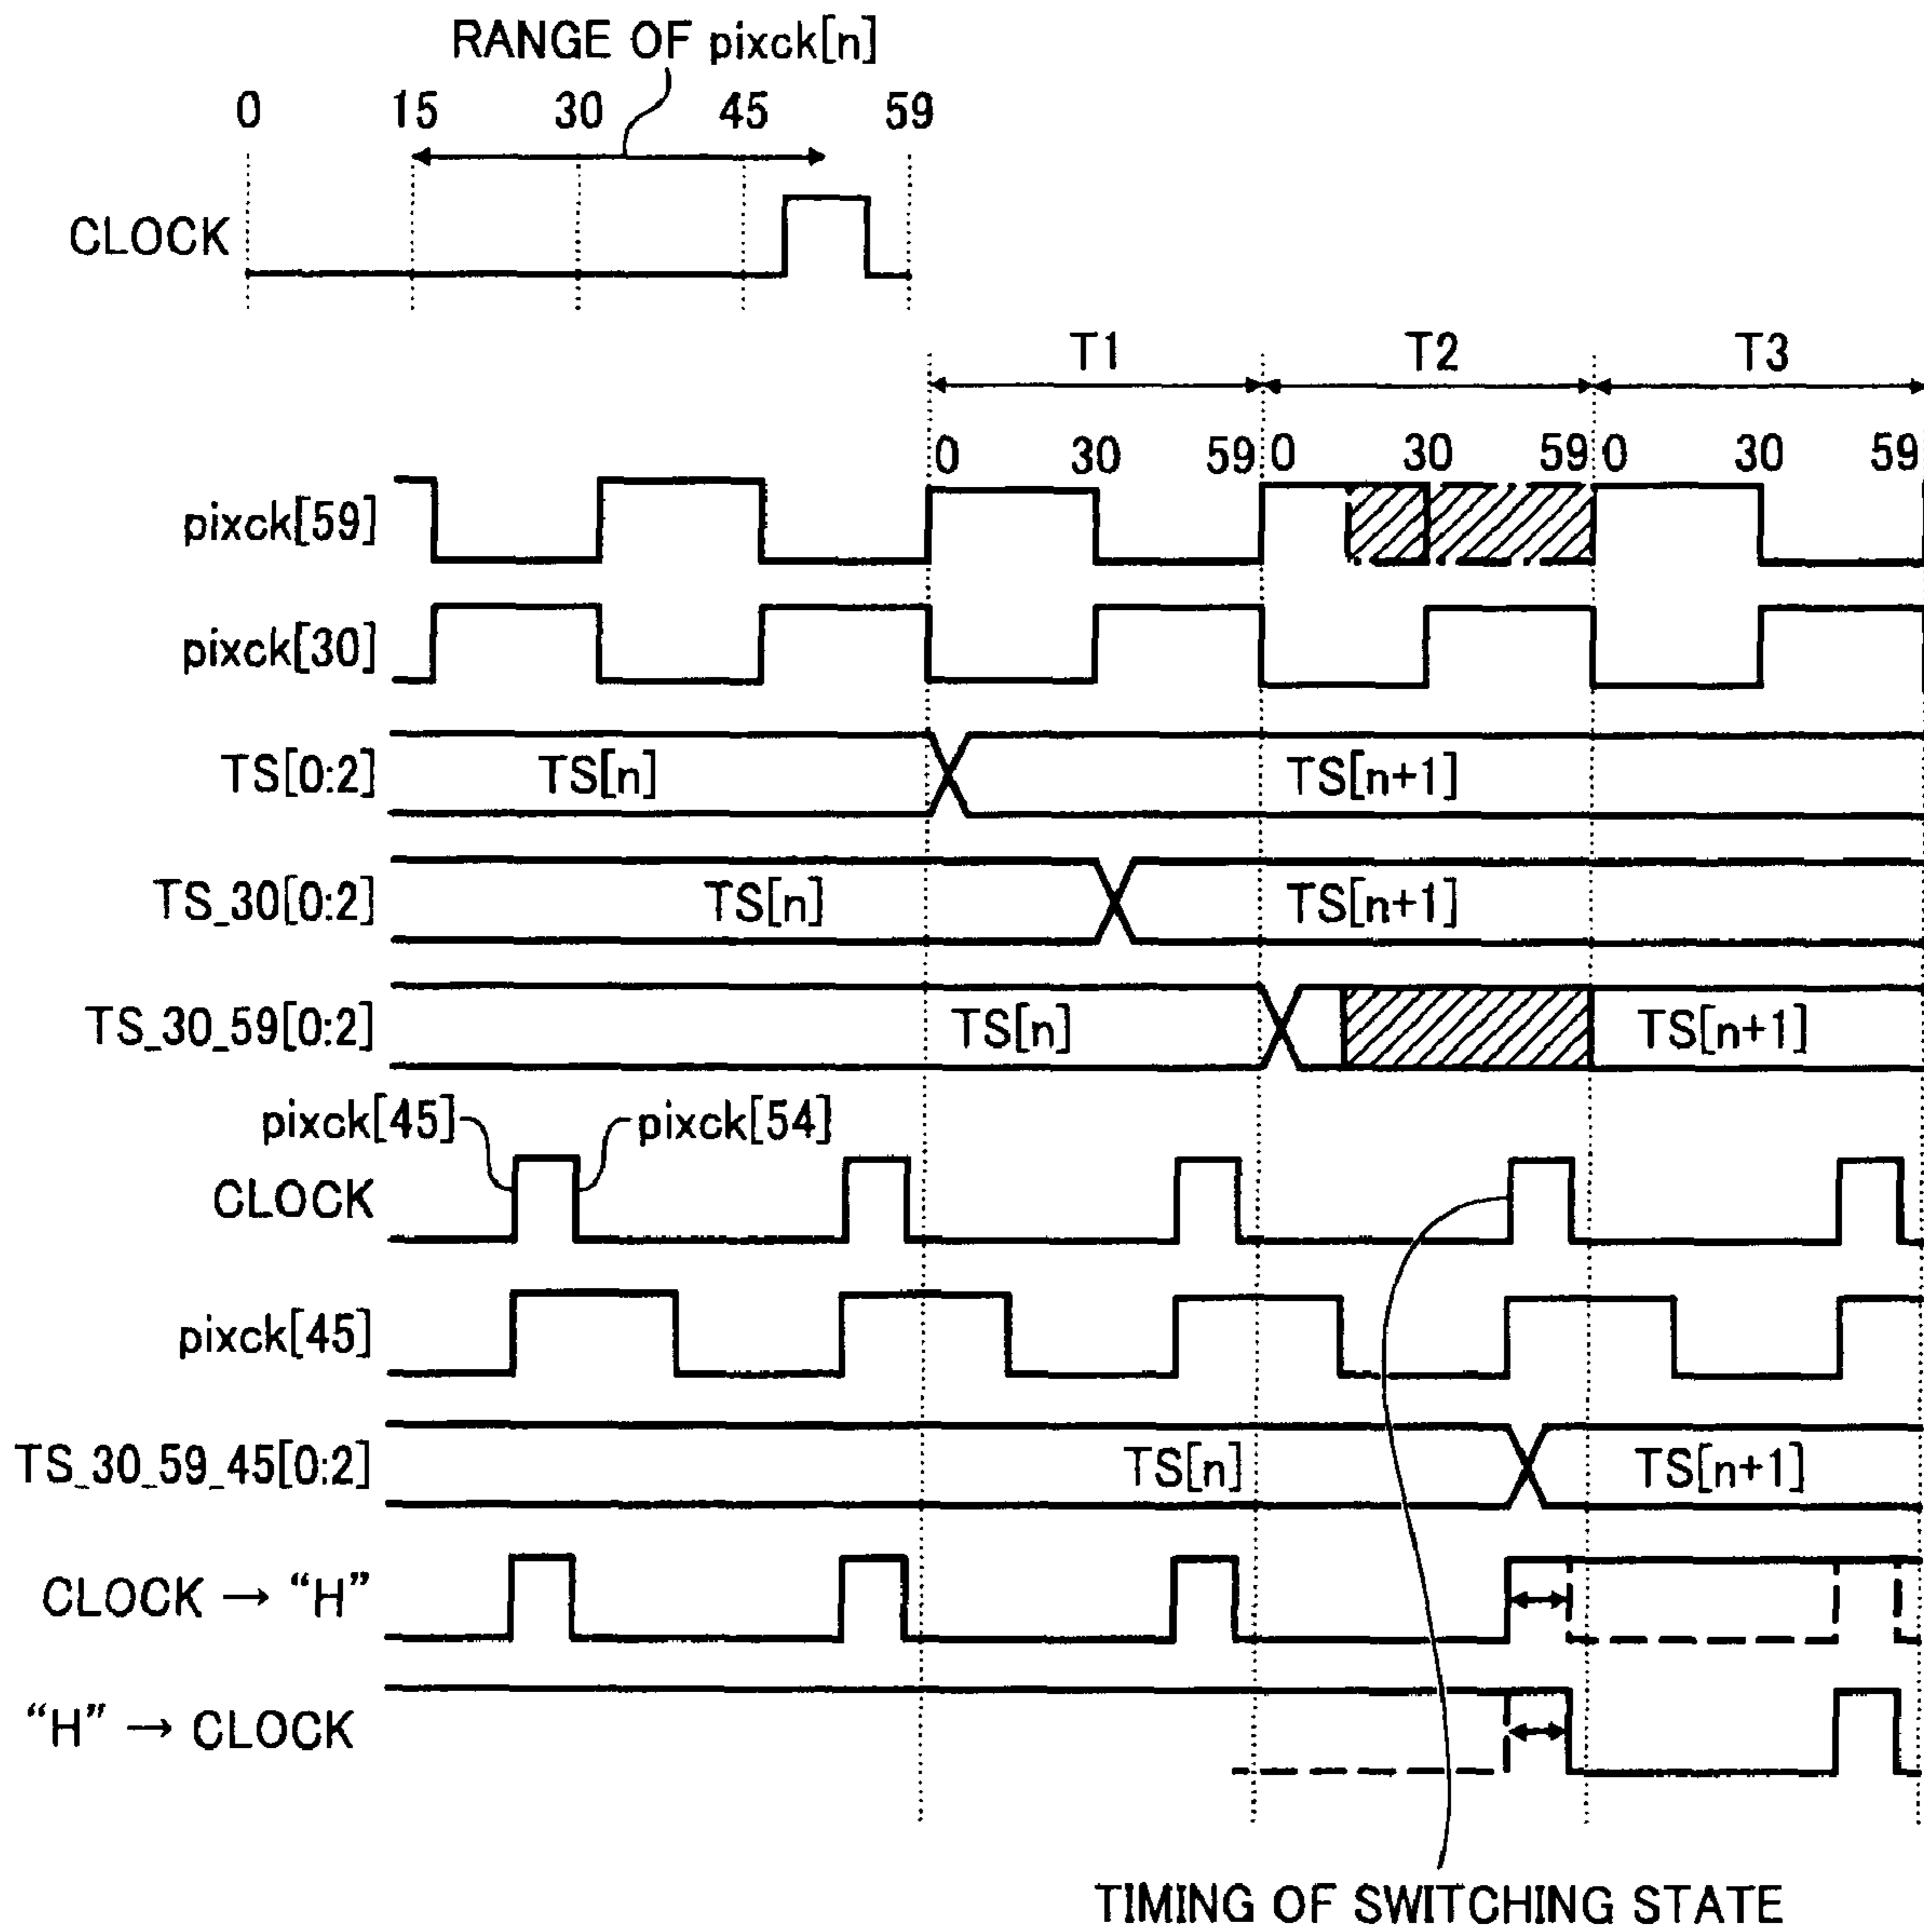 RANGE OF pixck[n]
0 15 30 45 59
CLOCK
T1 T2 T3
0 30 59 0 30 59 0 30 59
pixck[59]
pixck[30]
TS[0:2] TS[n] TS[n+1]
TS_30[0:2] TS[n] TS[n+1]
TS_30_59[0:2] TS[n] TS[n+1]
pixck[45] pixck[54]
CLOCK
pixck[45]
TS_30_59_45[0:2] TS[n] TS[n+1]
CLOCK → “H”
“H” → CLOCK
TIMING OF SWITCHING STATE